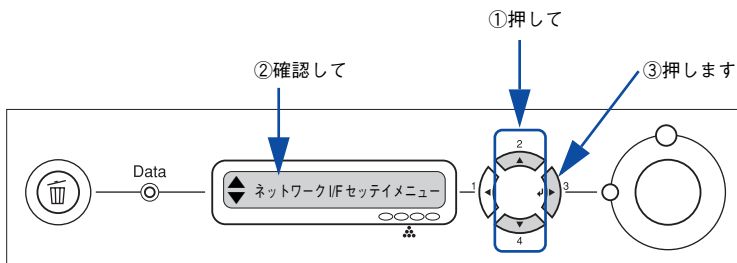 ①押して
②確認して
③押します
Data
ネットワーク I/F セッテイメニュー
2
1
3
4